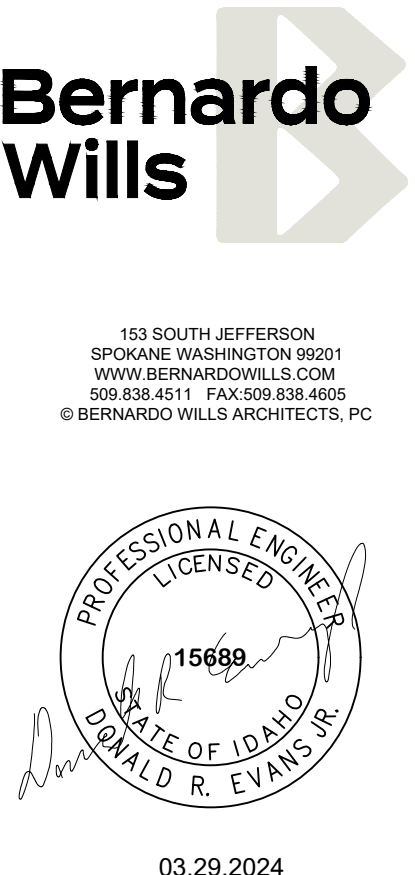 Bernardo
Wills
153 SOUTH JEFFERSON
SPOKANE WASHINGTON 99201
WWW.BERNARDOWILLS.COM
509.838.4511 FAX:509.838.4605
© BERNARDO WILLS ARCHITECTS, PC
PROFESSIONAL ENGINEER
LICENSED
15689
STATE OF IDAHO
DONALD R. EVANS JR.
03.29.2024